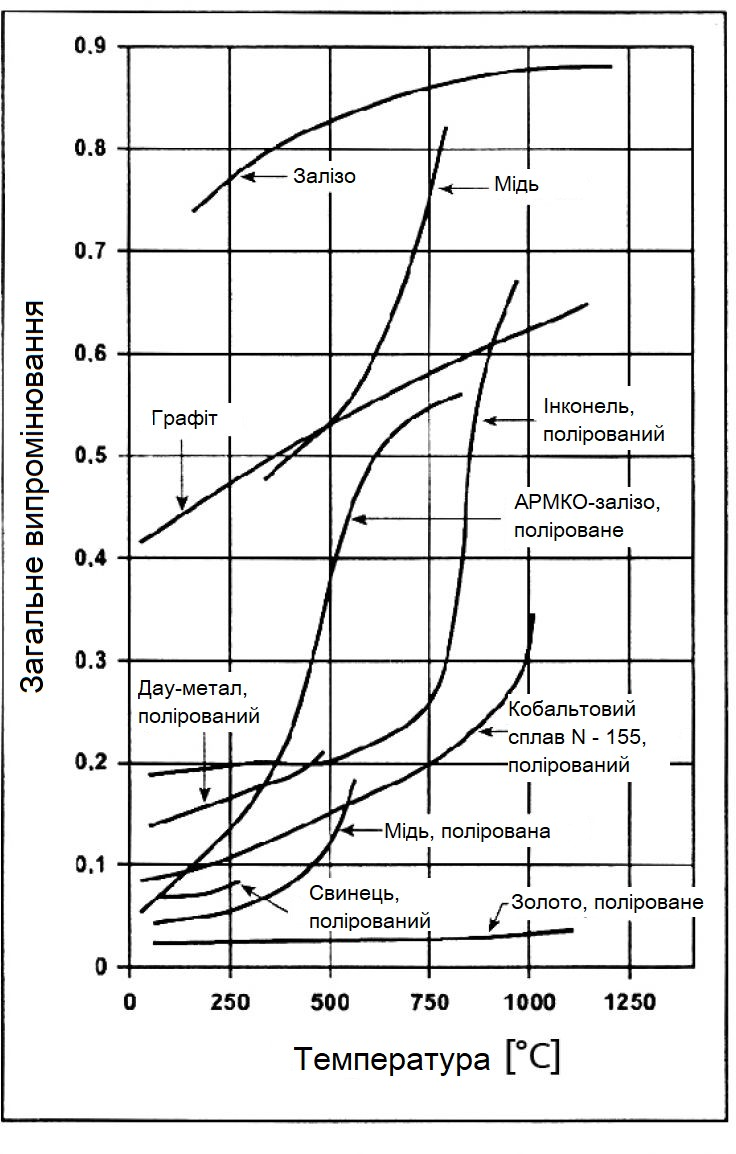 0.9
0.8
0.7
0.6
0.5
0.4
0.3
0.2
0.1
0
Загальне випромінювання
Залізо
Мідь
Графіт
Інконель,
полірований
АРМКО-залізо,
поліроване
Дау-метал,
полірований
Кобальтовий
сплав N - 155,
полірований
Мідь, полірована
Свинець,
полірований
Золото, поліроване
0 250 500 750 1000 1250
Температура [°C]